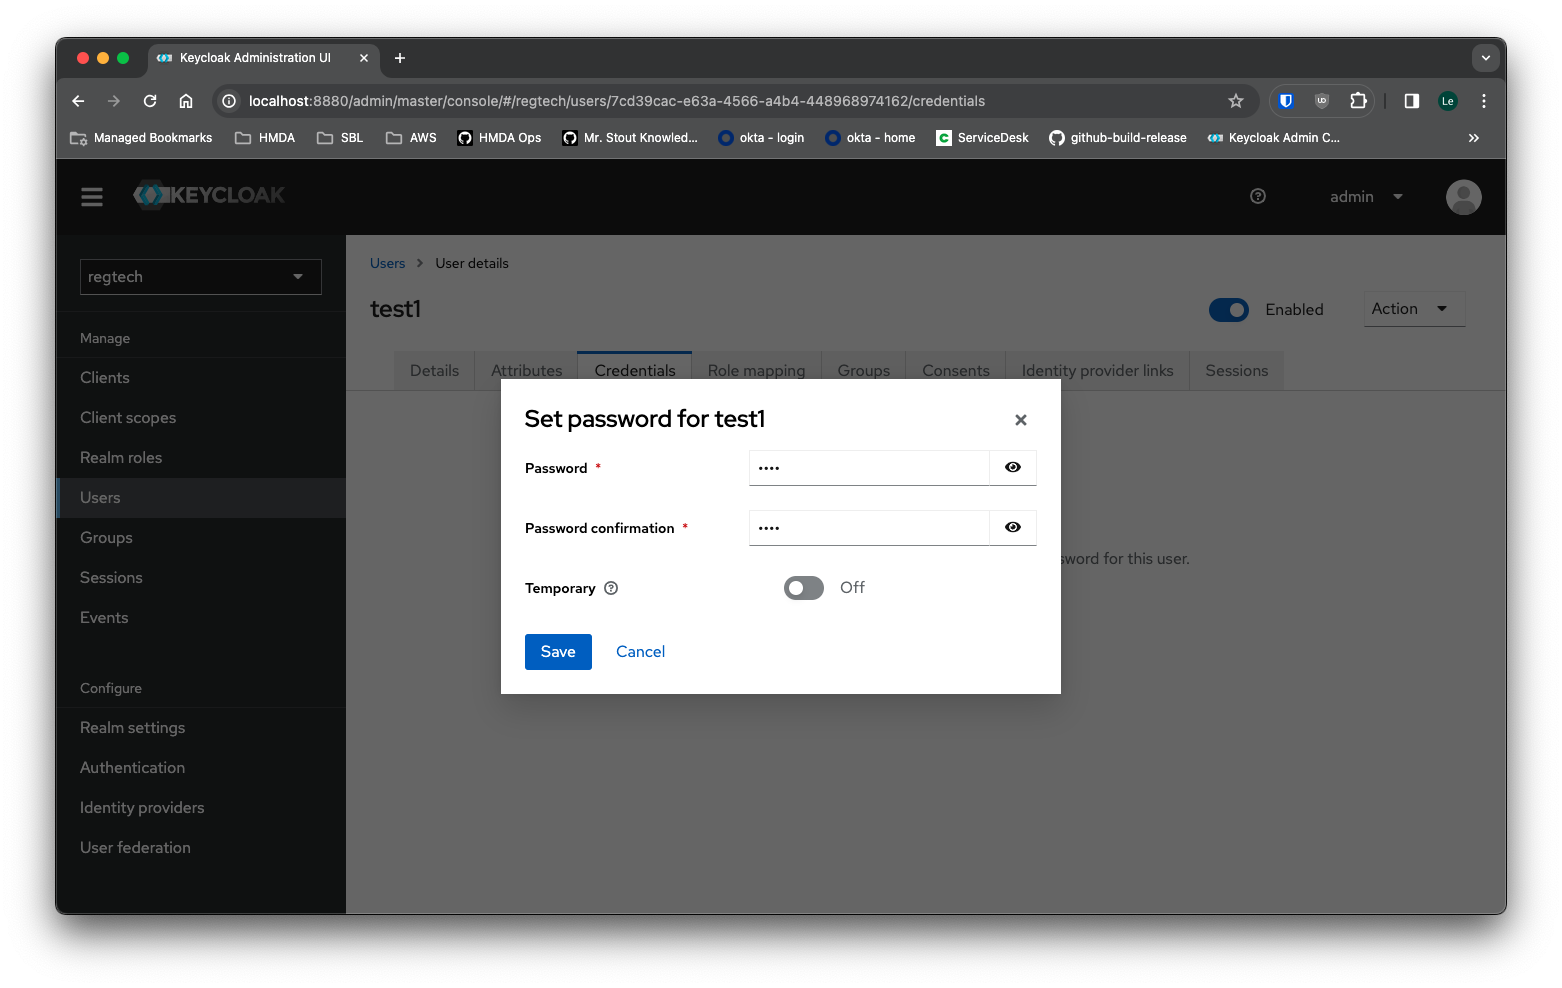 Keycloak Administration UI
localhost:8880/admin/master/console/#/regtech/users/7cd39cac-e63a-4566-a4b4-448968974162/credentials
Le
Managed Bookmarks HMDA SBL AWS HMDA Ops Mr. Stout Knowled... okta - login okta - home ServiceDesk github-build-release Keycloak Admin C...
KEYCLOAK
admin
regtech
Manage
Clients
Client scopes
Realm roles
Users
Groups
Sessions
Events
Configure
Realm settings
Authentication
Identity providers
User federation
Users > User details
test1
Enabled
Action
Details Attributes Credentials Role mapping Groups Consents Identity provider links Sessions
Set password for test1
Password *
••••
Password confirmation *
••••
sword for this user.
Temporary
Off
Save
Cancel